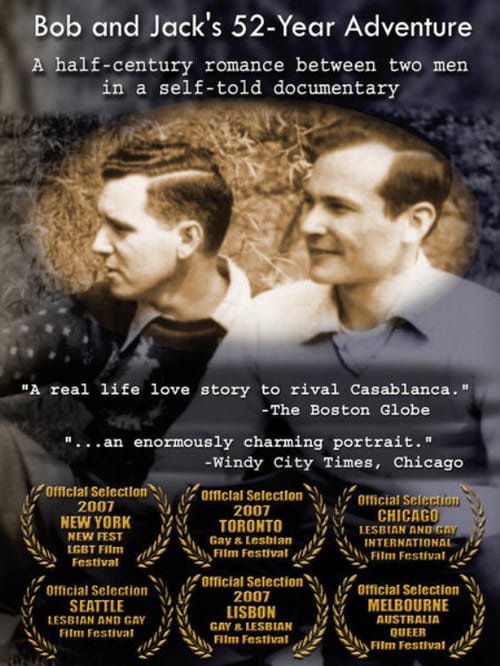 Bob and Jack's 52-Year Adventure
A half-century romance between two men
in a self-told documentary
"A real life love story to rival Casablanca."
-The Boston Globe
"...an enormously charming portrait."
-Windy City Times, Chicago
Official Selection
2007
NEW YORK
NEW FEST
LGBT Film
Festival
Official Selection
2007
TORONTO
Gay & Lesbian
Film Festival
Official Selection
CHICAGO
LESBIAN AND GAY
INTERNATIONAL
Film Festival
Official Selection
SEATTLE
LESBIAN AND GAY
Film Festival
Official Selection
2007
LISBON
GAY & LESBIAN
Film Festival
Official Selection
MELBOURNE
AUSTRALIA
QUEER
Film Festival